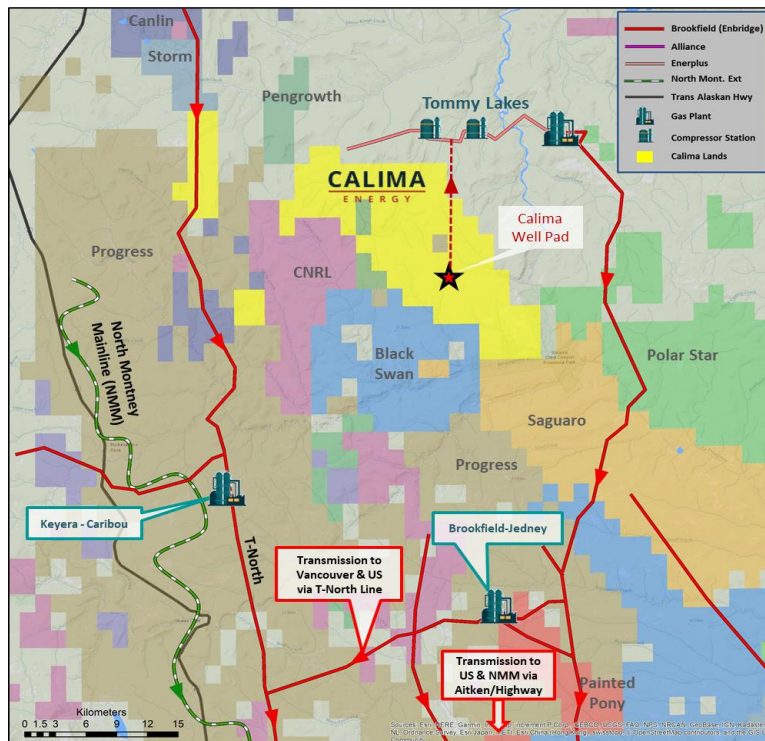 Canlin
Storm
Pengrowth
Tommy Lakes
Brookfield (Enbridge)
Alliance
Enerplus
North Mont. Ext
Trans Alaskan Hwy
Gas Plant
Compressor Station
Calima Lands
CALIMA
ENERGY
Calima
Well Pad
Progress
CNRL
North Montney
Mainline (NMM)
Black
Swan
Polar Star
Saguaro
Progress
Keyera - Caribou
T-North
Brookfield-Jedney
Transmission to
Vancouver & US
via T-North Line
Transmission to
US & NMM via
Aitken/Highway
Painted
Pony
Kilometers
0 1.5 3 6 9 12 15